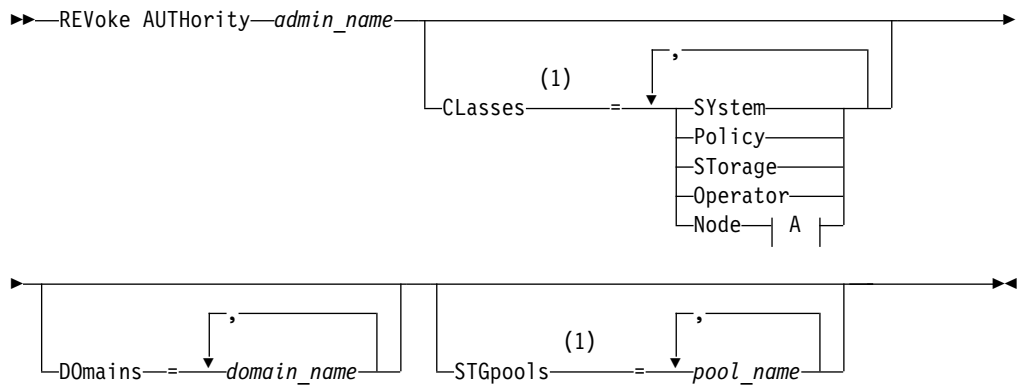 REVoke AUTHority admin_name
,
(1)
CLasses = SYstem
Policy
STorage
Operator
Node A
, ,
(1)
DOmains = domain_name STGpools = pool_name